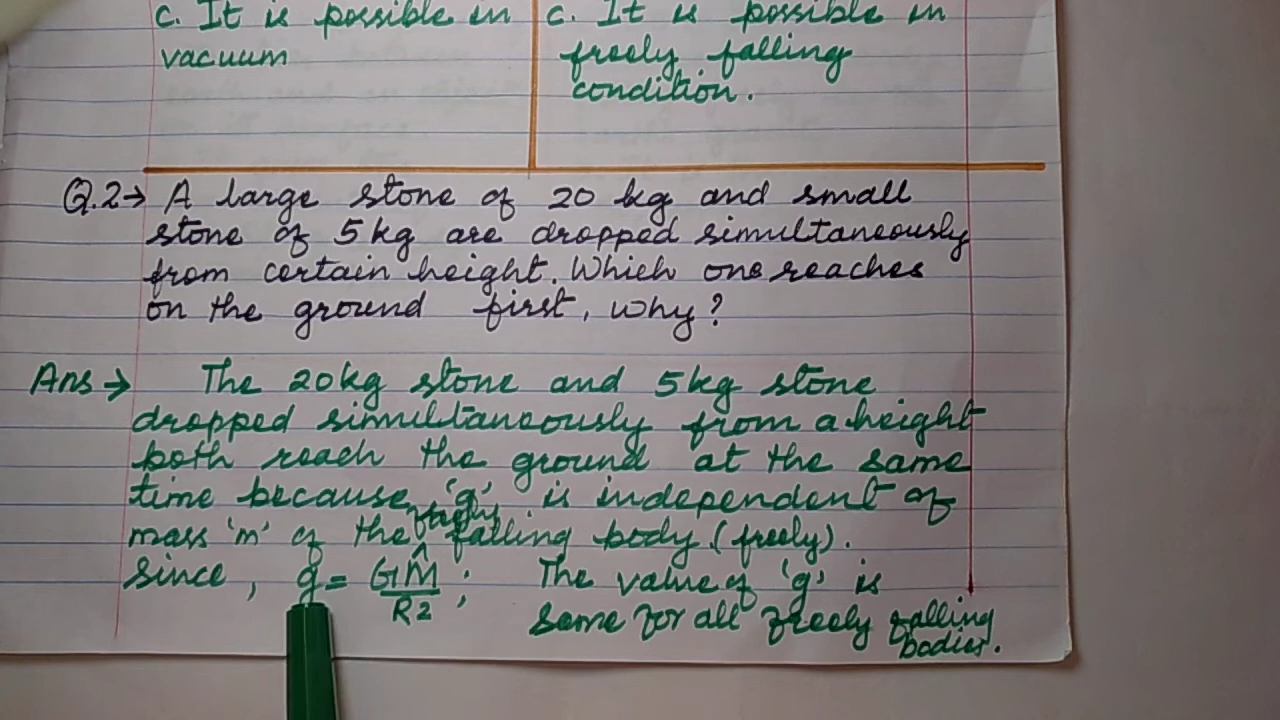 c. It is possible in
vacuum
c. It is possible in
freely falling
condition.
Q.2→ A large stone of 20 kg and small
stone of 5kg are dropped simultaneously
from certain height. Which one reaches
on the ground first, why?
Ans → The 20kg stone and 5kg stone
dropped simultaneously from a height
both reach the ground at the same
time because 'g' is independent of
mass 'm' of the freely falling body (freely).
Since, g = GM/R2 ; The value of 'g' is
same for all freely falling
bodies.